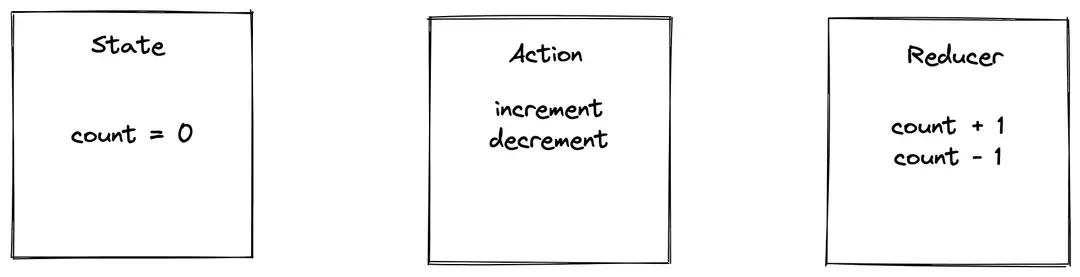 State
count = 0
Action
increment
decrement
Reducer
count + 1
count - 1